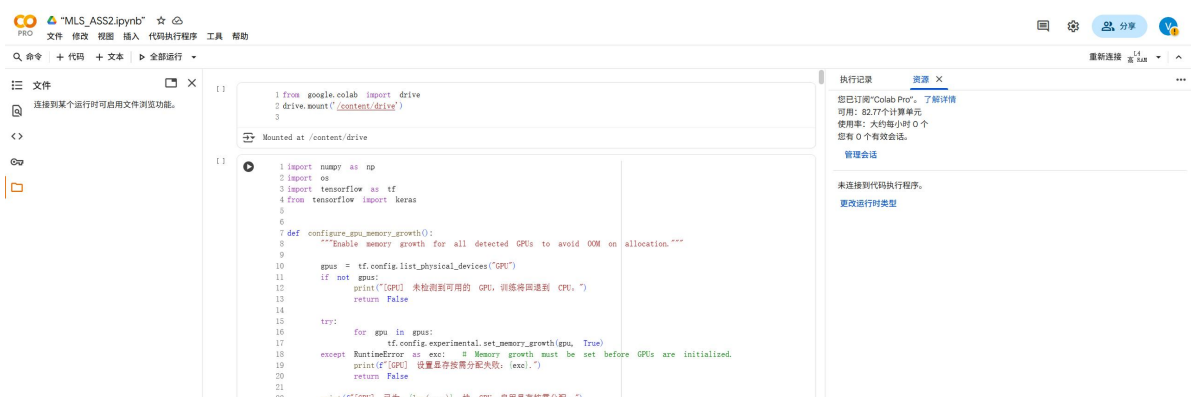 PRO
“MLS_ASS2.ipynb”
文件 修改 视图 插入 代码执行程序 工具 帮助
分享
命令 + 代码 + 文本 全部运行
重新连接 L4 高 RAM
文件
连接到某个运行时可启用文件浏览功能。
[ ]
1 from google.colab import drive
2 drive.mount('/content/drive')
3
Mounted at /content/drive
[ ]
1 import numpy as np
2 import os
3 import tensorflow as tf
4 from tensorflow import keras
5
6
7 def configure_gpu_memory_growth():
8 """Enable memory growth for all detected GPUs to avoid OOM on allocation."""
9
10 gpus = tf.config.list_physical_devices("GPU")
11 if not gpus:
12 print("[GPU] 未检测到可用的 GPU，训练将回退到 CPU。")
13 return False
14
15 try:
16 for gpu in gpus:
17 tf.config.experimental.set_memory_growth(gpu, True)
18 except RuntimeError as exc: # Memory growth must be set before GPUs are initialized.
19 print(f"[GPU] 设置显存按需分配失败: {exc}.")
20 return False
21
执行记录 资源
您已订阅“Colab Pro”。 了解详情
可用：82.77个计算单元
使用率：大约每小时 0 个
您有 0 个有效会话。
管理会话
未连接到代码执行程序。
更改运行时类型